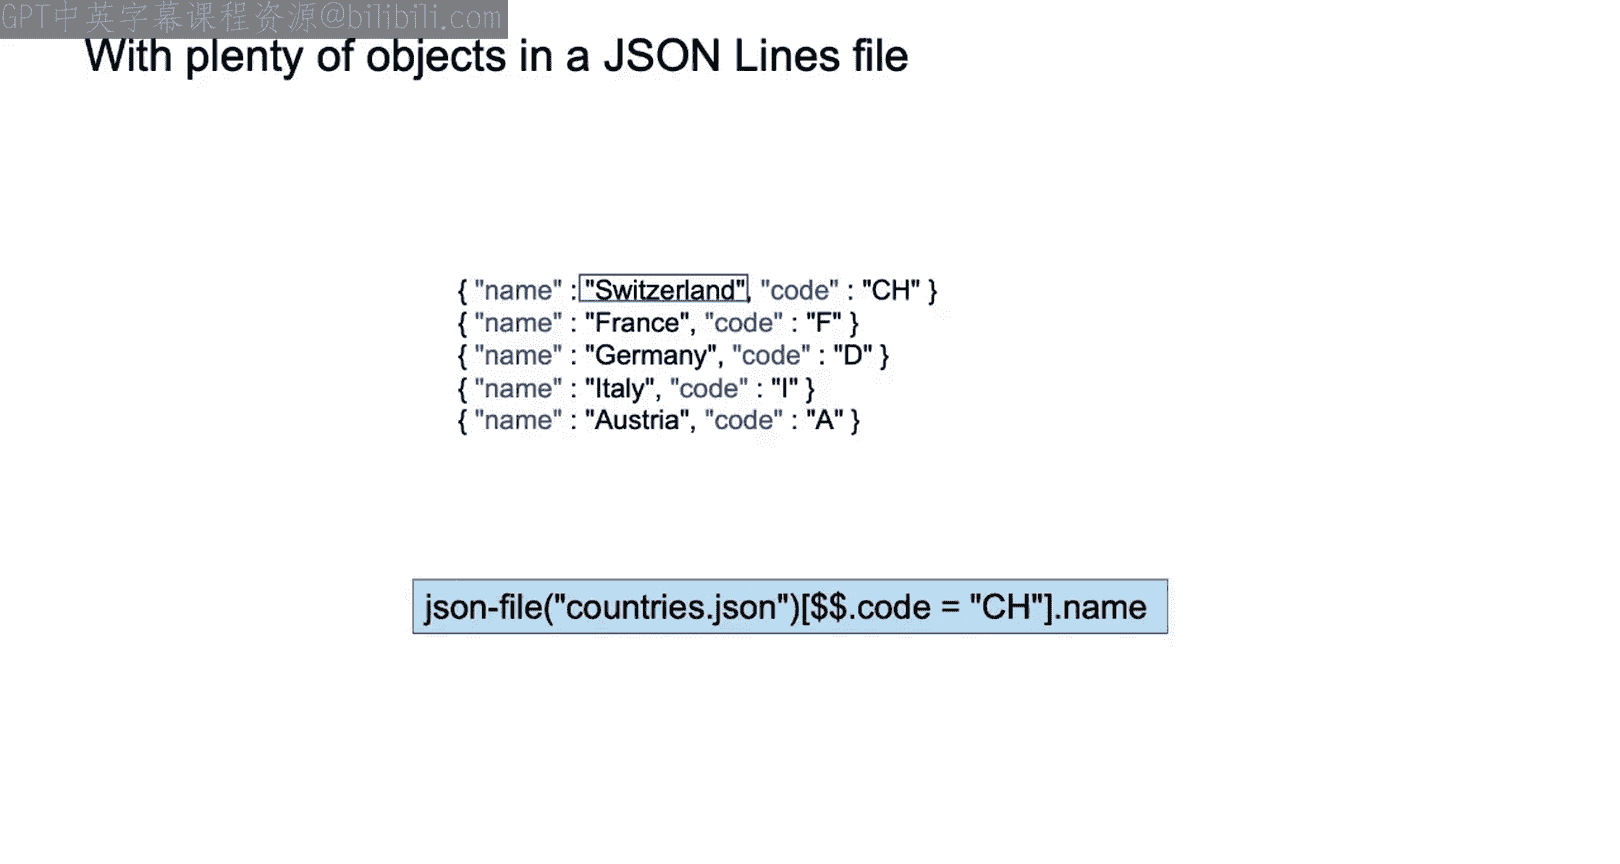 GPT中英字幕课程资源@bilibili.com
With plenty of objects in a JSON Lines file
{ "name" : "Switzerland", "code" : "CH" }
{ "name" : "France", "code" : "F" }
{ "name" : "Germany", "code" : "D" }
{ "name" : "Italy", "code" : "I" }
{ "name" : "Austria", "code" : "A" }
json-file("countries.json")[$$.code = "CH"].name